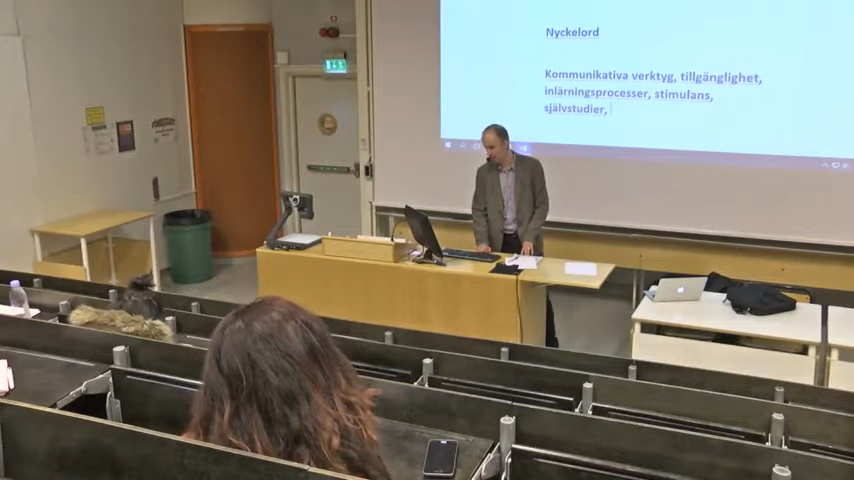 Nyckelord
Kommunikativa verktyg, tillgänglighet,
inlärningsprocesser, stimulans,
självstudier,